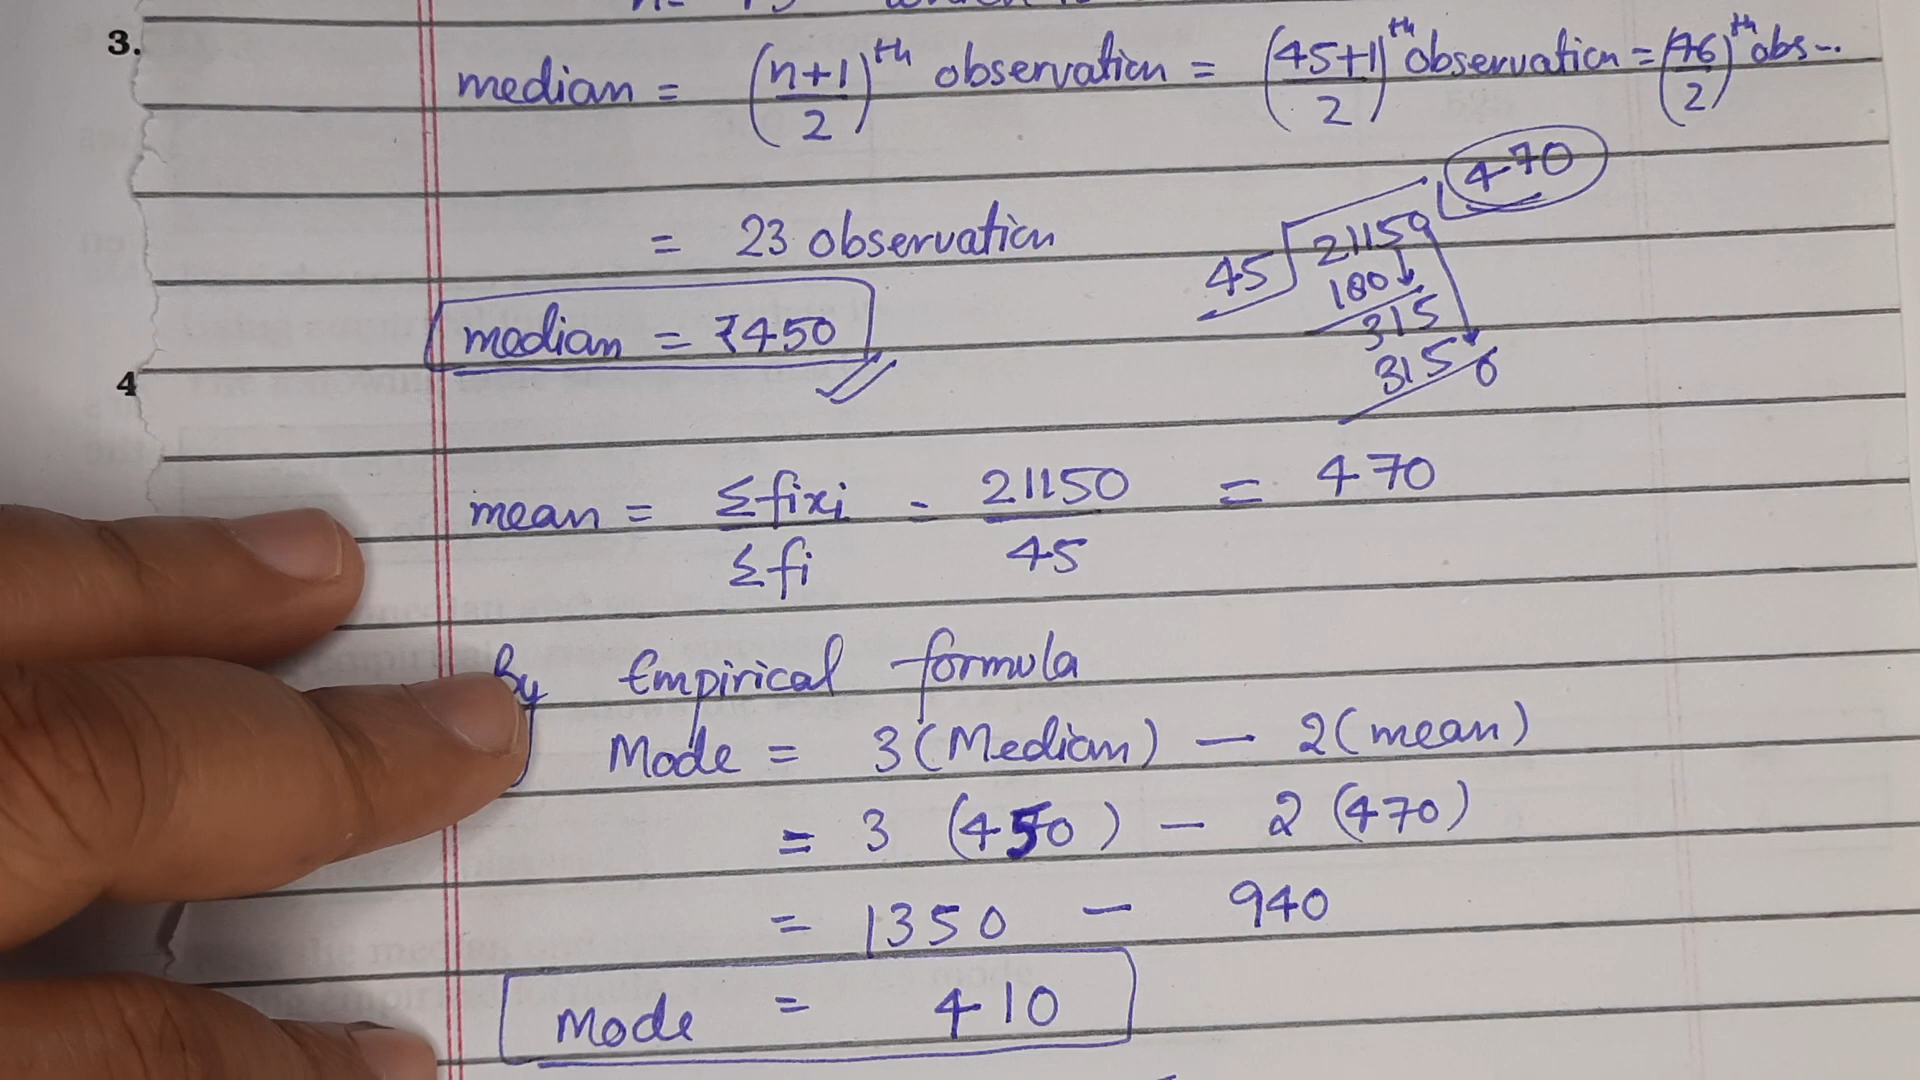 3.
median = (n+1/2)th observation = (45+1/2)th observation = (46/2)th obs...
= 23 observation
470
45 21150
180
315
315
0
median = ₹450
4
mean = Σfixi/Σfi = 21150/45 = 470
By Empirical formula
Mode = 3(Median) — 2(mean)
= 3 (450) — 2 (470)
= 1350 — 940
Mode = 410